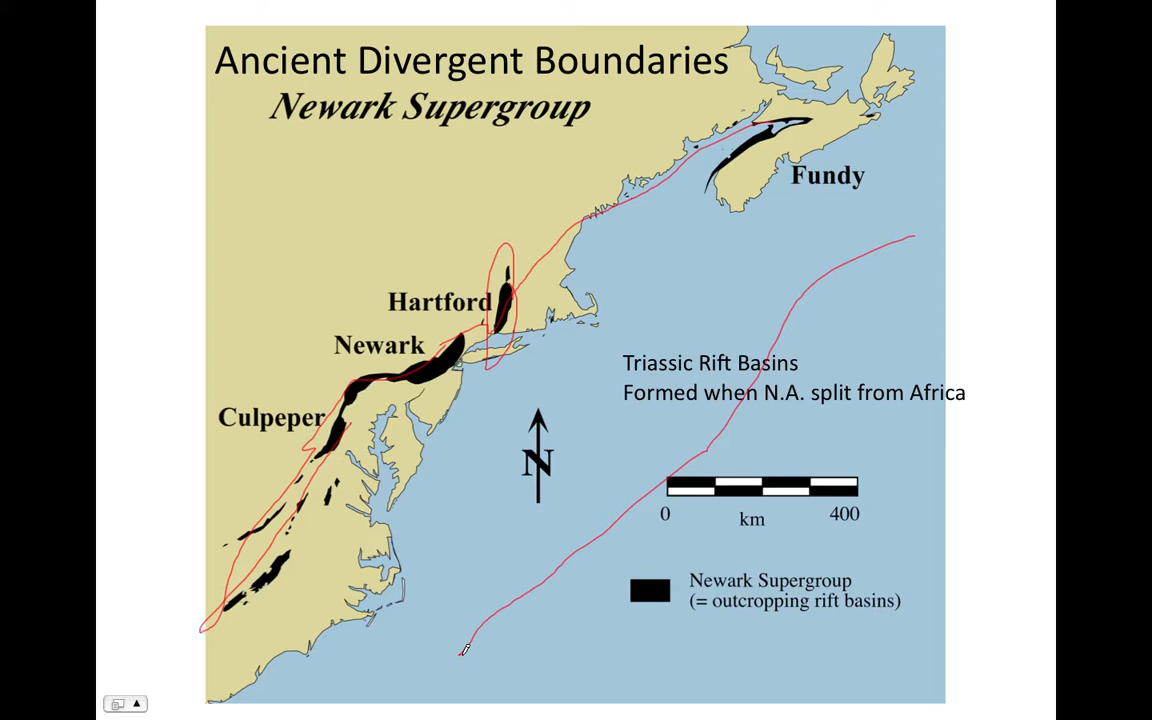 Ancient Divergent Boundaries
Newark Supergroup
Fundy
Hartford
Newark
Triassic Rift Basins
Formed when N.A. split from Africa
Culpeper
N
0 400
km
Newark Supergroup
(= outcropping rift basins)